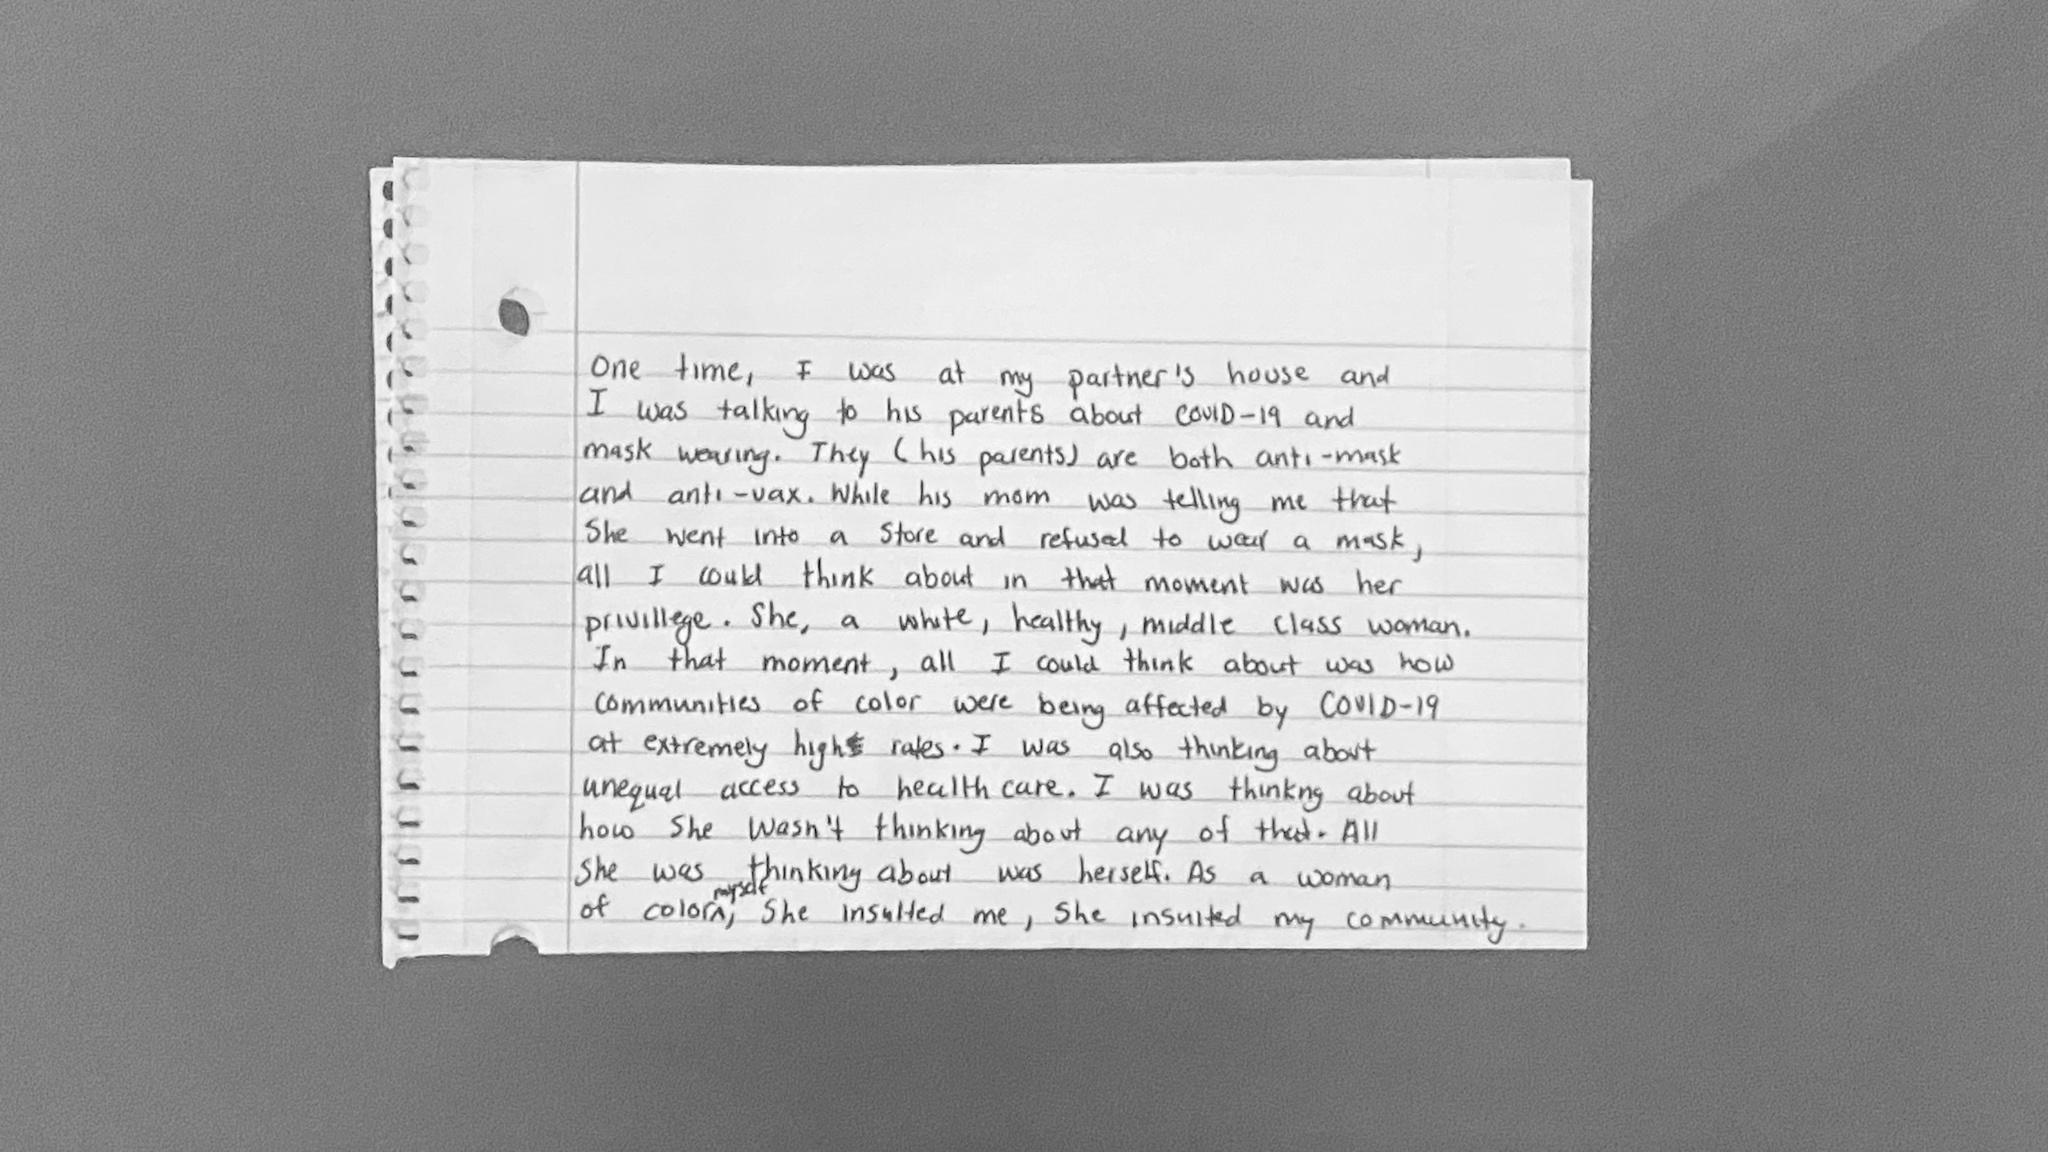 One time, I was at my partner's house and
I was talking to his parents about COVID-19 and
mask wearing. They (his parents) are both anti-mask
and anti-vax. While his mom was telling me that
She went into a store and refused to wear a mask,
all I could think about in that moment was her
privillege. She, a white, healthy, middle class woman.
In that moment, all I could think about was how
communities of color were being affected by COVID-19
at extremely high rates. I was also thinking about
unequal access to health care. I was thinkng about
how she wasn't thinking about any of that. All
She was thinking about was herself. As a woman
of color myself, She insulted me, She insulted my community.